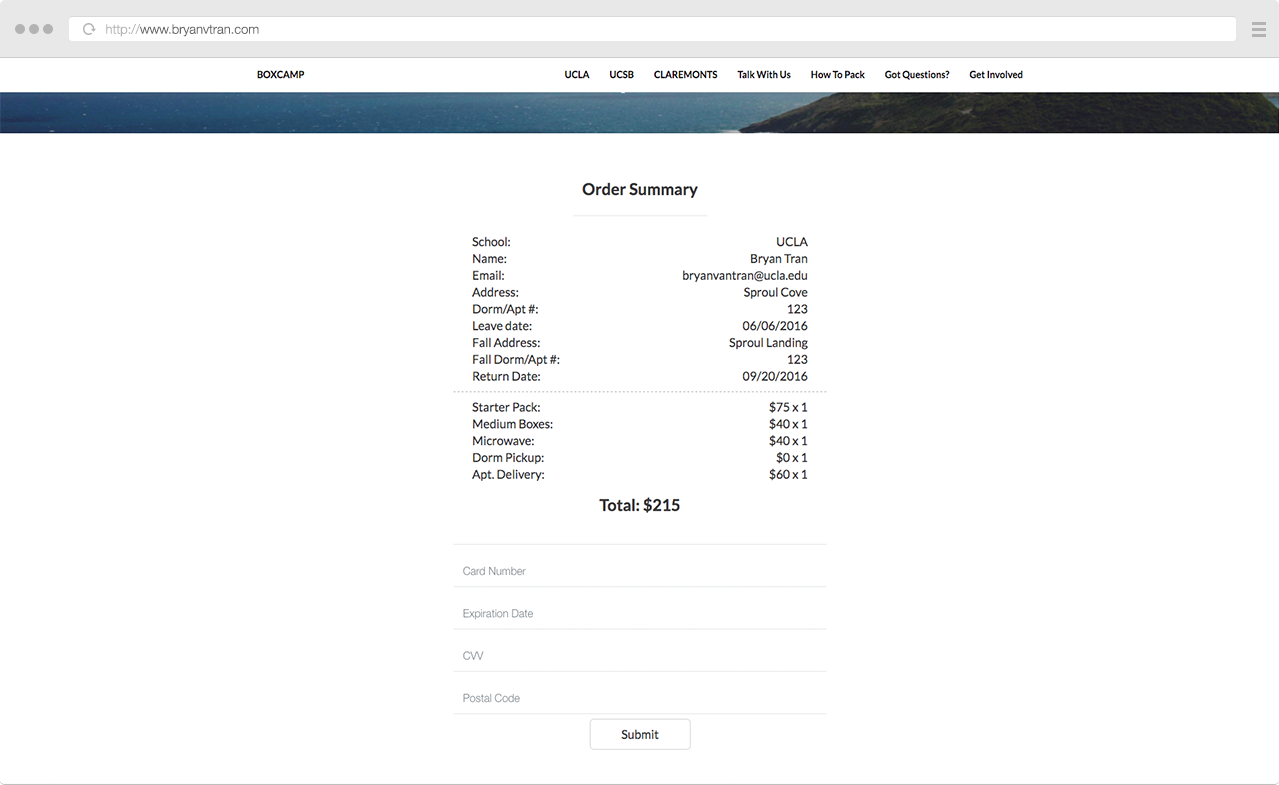 http://www.bryanvtran.com
BOXCAMP UCLA UCSB CLAREMONTS Talk With Us How To Pack Got Questions? Get Involved
Order Summary
School: UCLA
Name: Bryan Tran
Email: bryanvantran@ucla.edu
Address: Sproul Cove
Dorm/Apt #: 123
Leave date: 06/06/2016
Fall Address: Sproul Landing
Fall Dorm/Apt #: 123
Return Date: 09/20/2016
Starter Pack: $75 x 1
Medium Boxes: $40 x 1
Microwave: $40 x 1
Dorm Pickup: $0 x 1
Apt. Delivery: $60 x 1
Total: $215
Card Number
Expiration Date
CVV
Postal Code
Submit